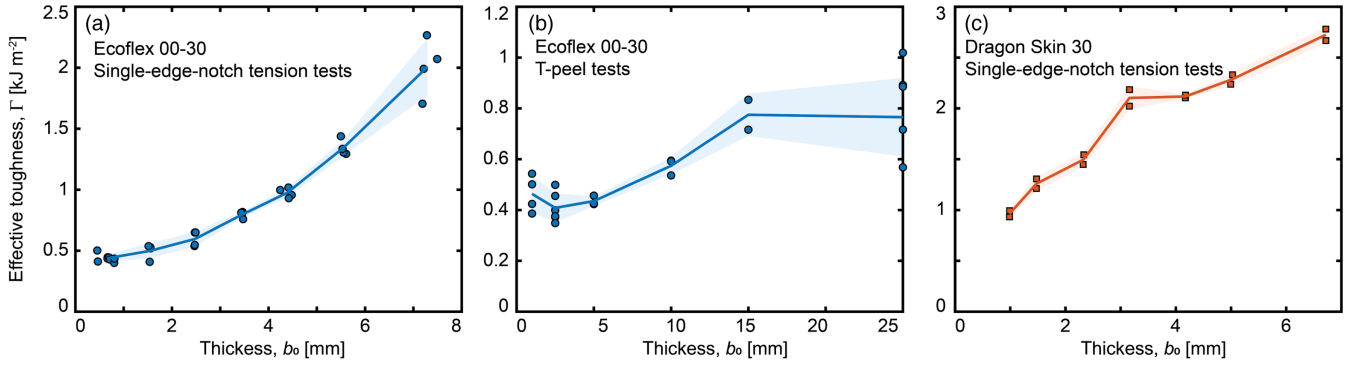 Effective toughness, Γ [kJ m⁻²]
2.5
2
1.5
1
0.5
0
(a)
Ecoflex 00-30
Single-edge-notch tension tests
0 2 4 6 8
Thickess, b₀ [mm]
1.2
1
0.8
0.6
0.4
0.2
0
(b)
Ecoflex 00-30
T-peel tests
0 5 10 15 20 25
Thickess, b₀ [mm]
3
2
1
0
(c)
Dragon Skin 30
Single-edge-notch tension tests
0 2 4 6
Thickess, b₀ [mm]